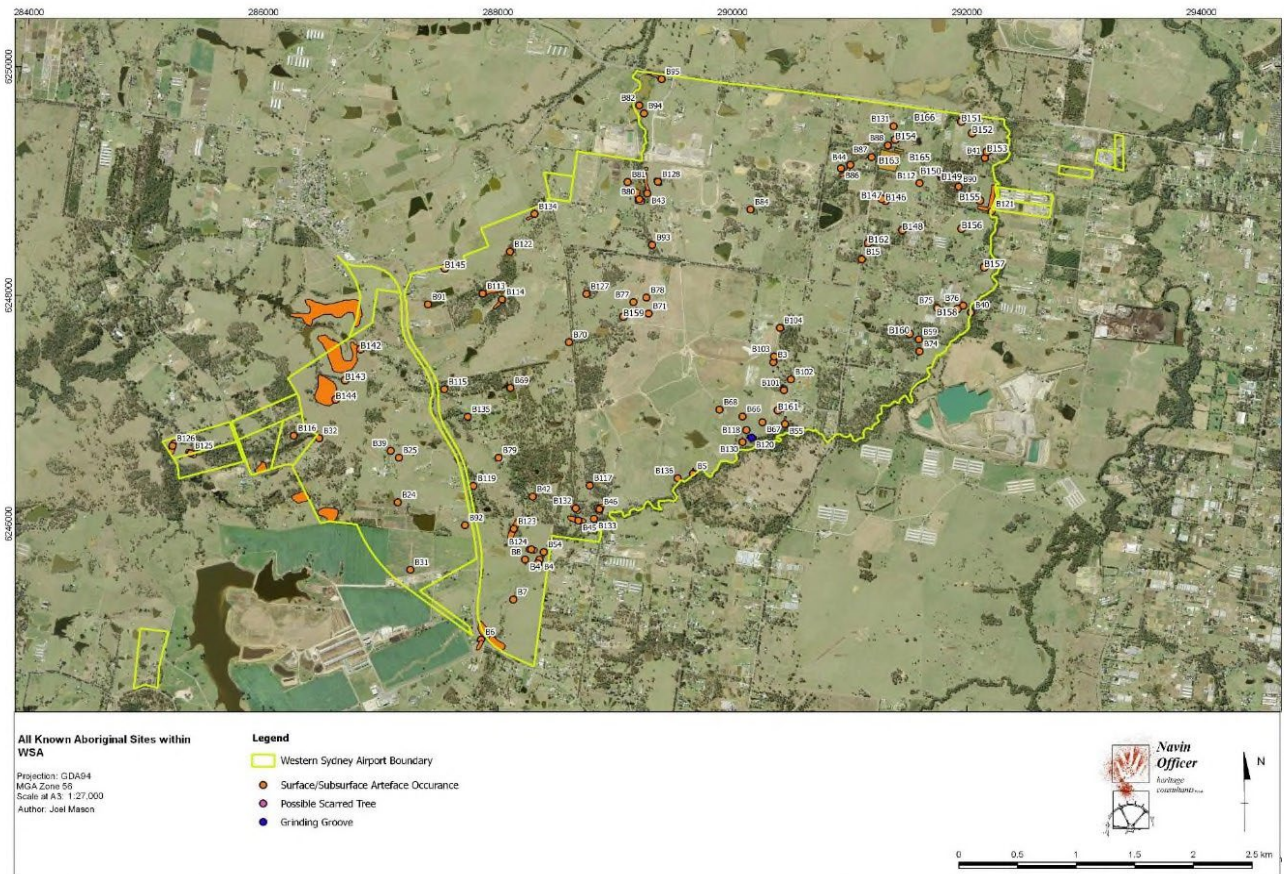 284000 286000 288000 290000 292000 294000
6250000
6248000
6246000
B95
B82
B94
B131
B166
B151
B152
B88
B154
B87
B163
B165
B41
B153
B44
B86
B112
B150
B149
B90
B147
B146
B155
B121
B81
B128
B80
B43
B84
B134
B93
B148
B156
B162
B15
B122
B145
B157
B113
B114
B91
B127
B77
B78
B71
B159
B75
B76
B158
B40
B160
B59
B74
B104
B70
B103
B3
B142
B143
B144
B102
B101
B115
B69
B135
B68
B66
B161
B118
B67
B55
B130
B120
B116
B32
B126
B125
B39
B25
B79
B136
B5
B119
B117
B24
B42
B132
B46
B45
B133
B92
B123
B124
B8
B54
B4
B4
B31
B7
B6
All Known Aboriginal Sites within
WSA
Projection: GDA94
MGA Zone 56
Scale at A3: 1:27,000
Author: Joel Mason
Legend
Western Sydney Airport Boundary
Surface/Subsurface Arteface Occurance
Possible Scarred Tree
Grinding Groove
Navin
Officer
heritage
consultants
N
0 0.5 1 1.5 2 2.5 km